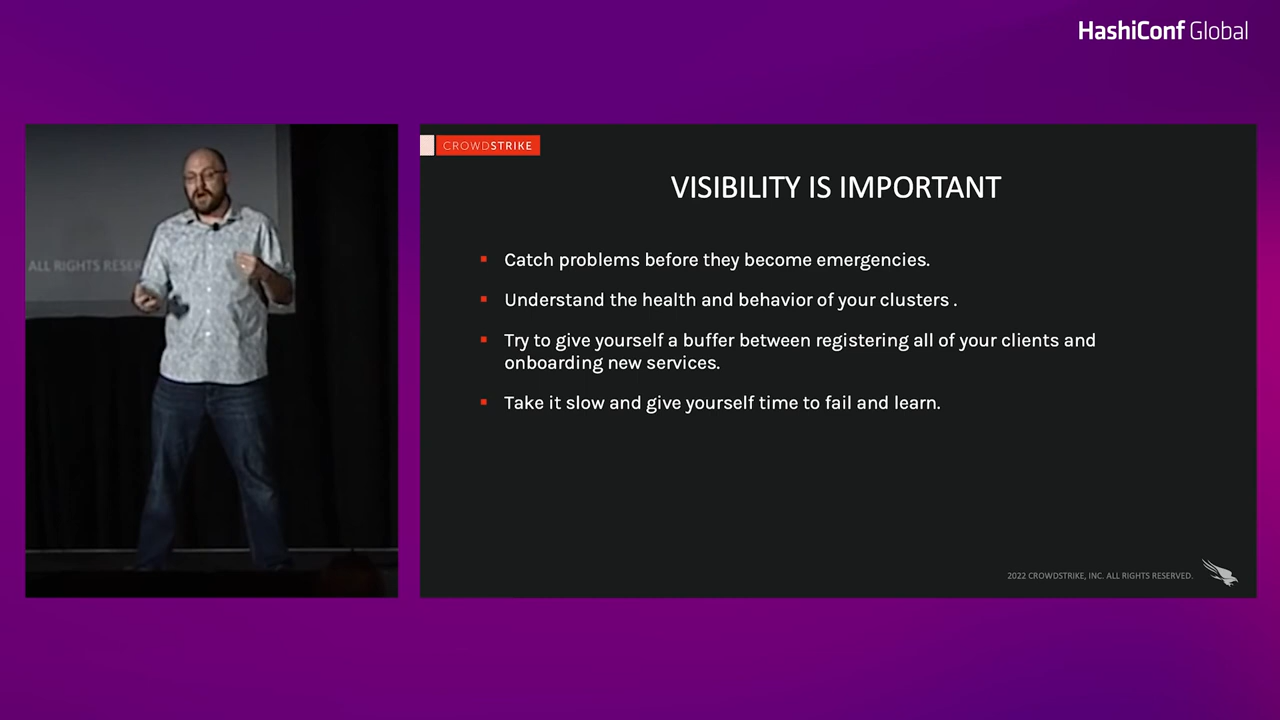 HashiConf Global
ALL RIGHTS RESER
CROWDSTRIKE
VISIBILITY IS IMPORTANT
Catch problems before they become emergencies.
Understand the health and behavior of your clusters .
Try to give yourself a buffer between registering all of your clients and
onboarding new services.
Take it slow and give yourself time to fail and learn.
2022 CROWDSTRIKE, INC. ALL RIGHTS RESERVED.